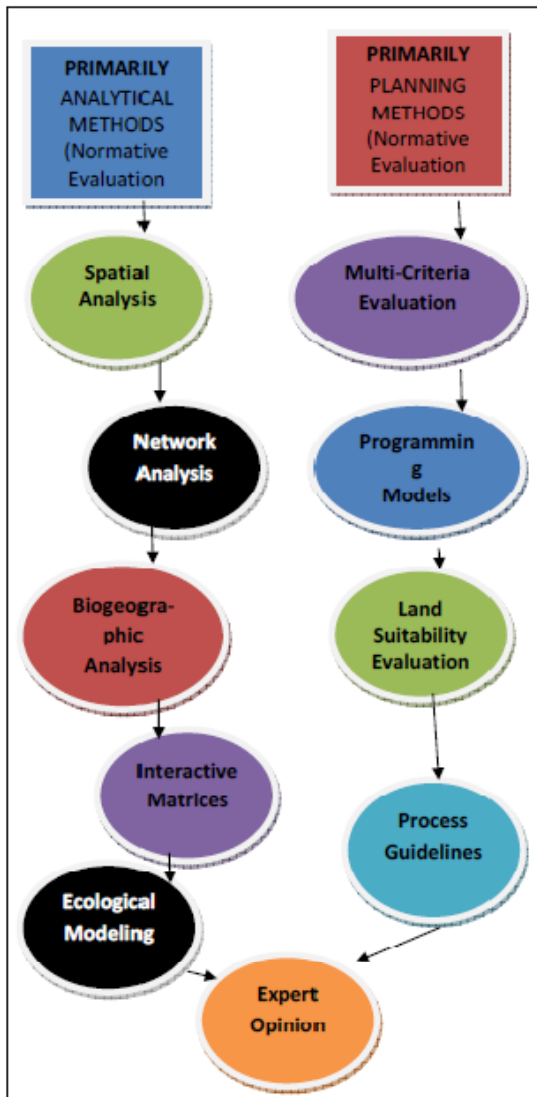 PRIMARILY
ANALYTICAL
METHODS
(Normative
Evaluation
Spatial
Analysis
Network
Analysis
Biogeogra-
phic
Analysis
Interactive
Matrices
Ecological
Modeling
PRIMARILY
PLANNING
METHODS
(Normative
Evaluation
Multi-Criteria
Evaluation
Programmin
g
Models
Land
Suitability
Evaluation
Process
Guidelines
Expert
Opinion